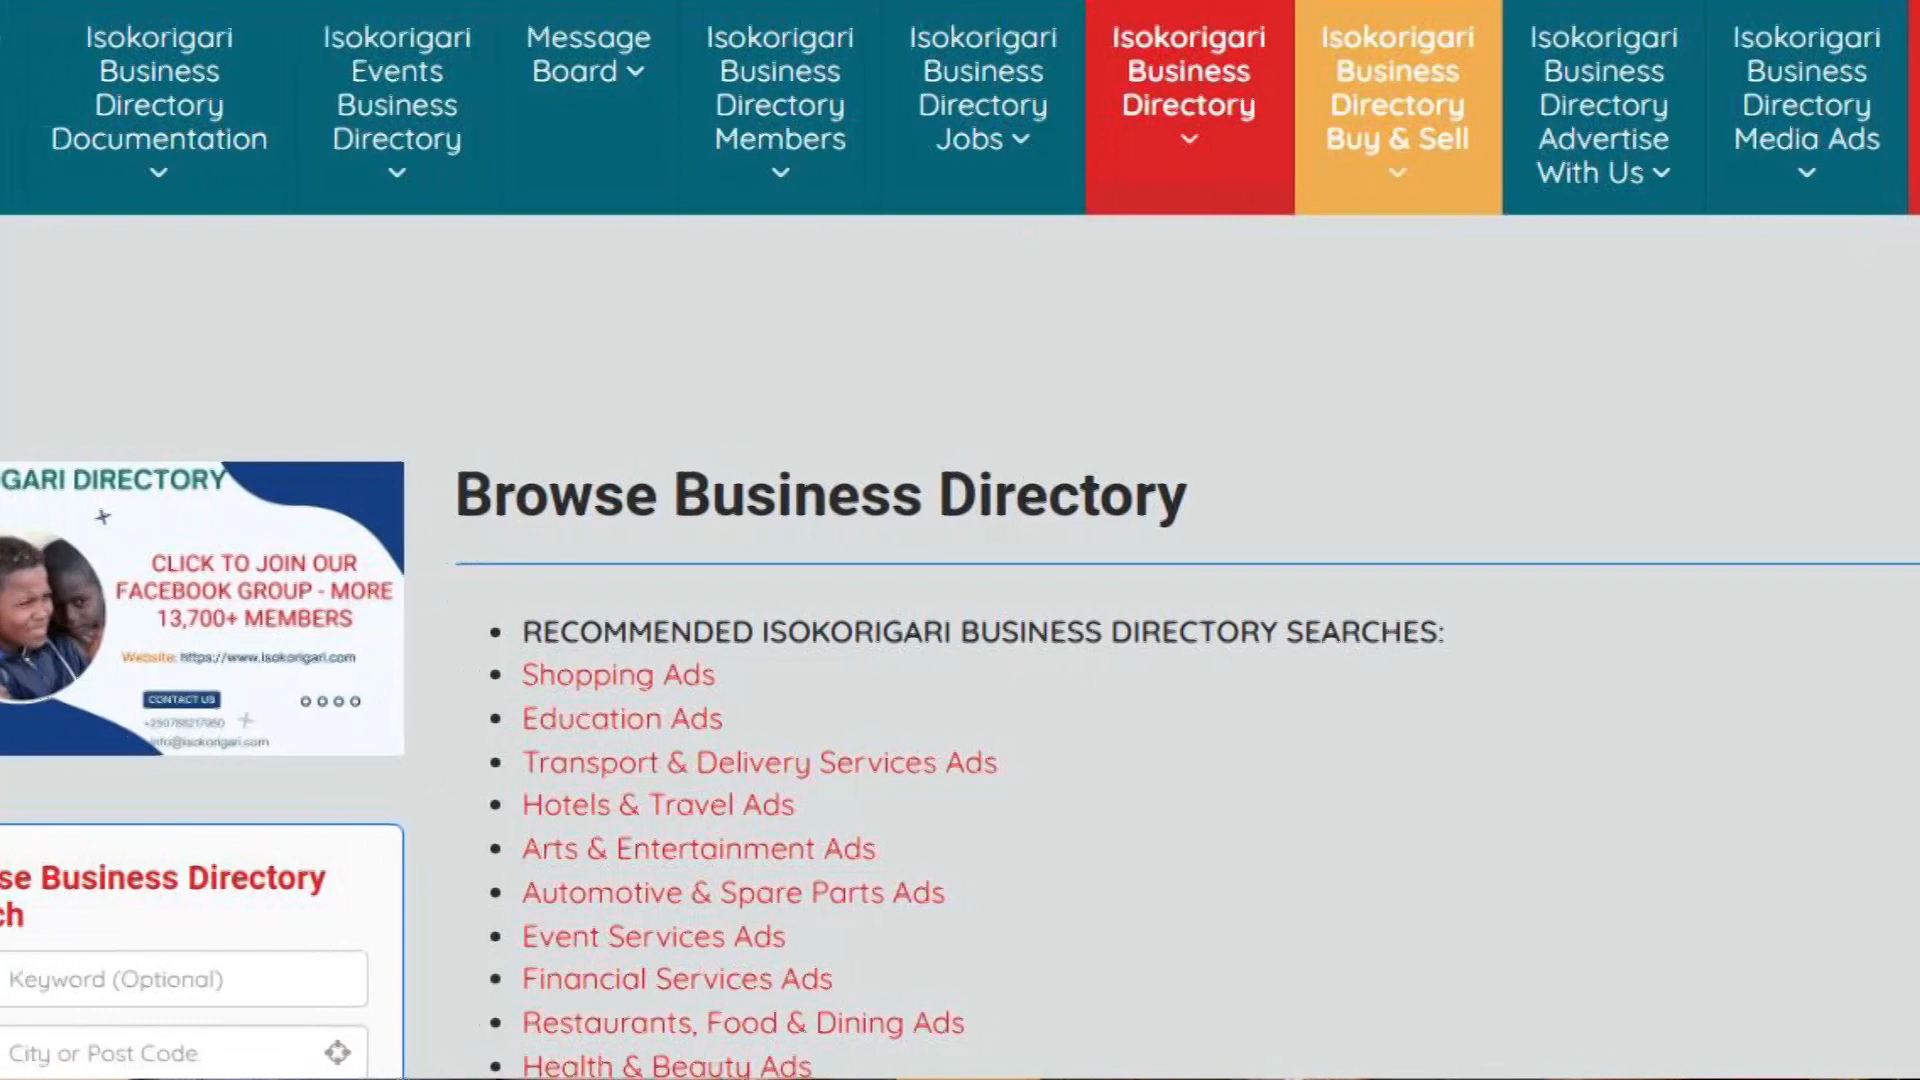 Isokorigari
Business
Directory
Documentation
Isokorigari
Events
Business
Directory
Message
Board
Isokorigari
Business
Directory
Members
Isokorigari
Business
Directory
Jobs
Isokorigari
Business
Directory
Isokorigari
Business
Directory
Buy & Sell
Isokorigari
Business
Directory
Advertise
With Us
Isokorigari
Business
Directory
Media Ads
GARI DIRECTORY
CLICK TO JOIN OUR
FACEBOOK GROUP - MORE
13,700+ MEMBERS
Website: https://www.isokorigari.com
CONTACT US
+250788217950
info@isokorigari.com
se Business Directory
ch
Keyword (Optional)
City or Post Code
Browse Business Directory
RECOMMENDED ISOKORIGARI BUSINESS DIRECTORY SEARCHES:
Shopping Ads
Education Ads
Transport & Delivery Services Ads
Hotels & Travel Ads
Arts & Entertainment Ads
Automotive & Spare Parts Ads
Event Services Ads
Financial Services Ads
Restaurants, Food & Dining Ads
Health & Beauty Ads